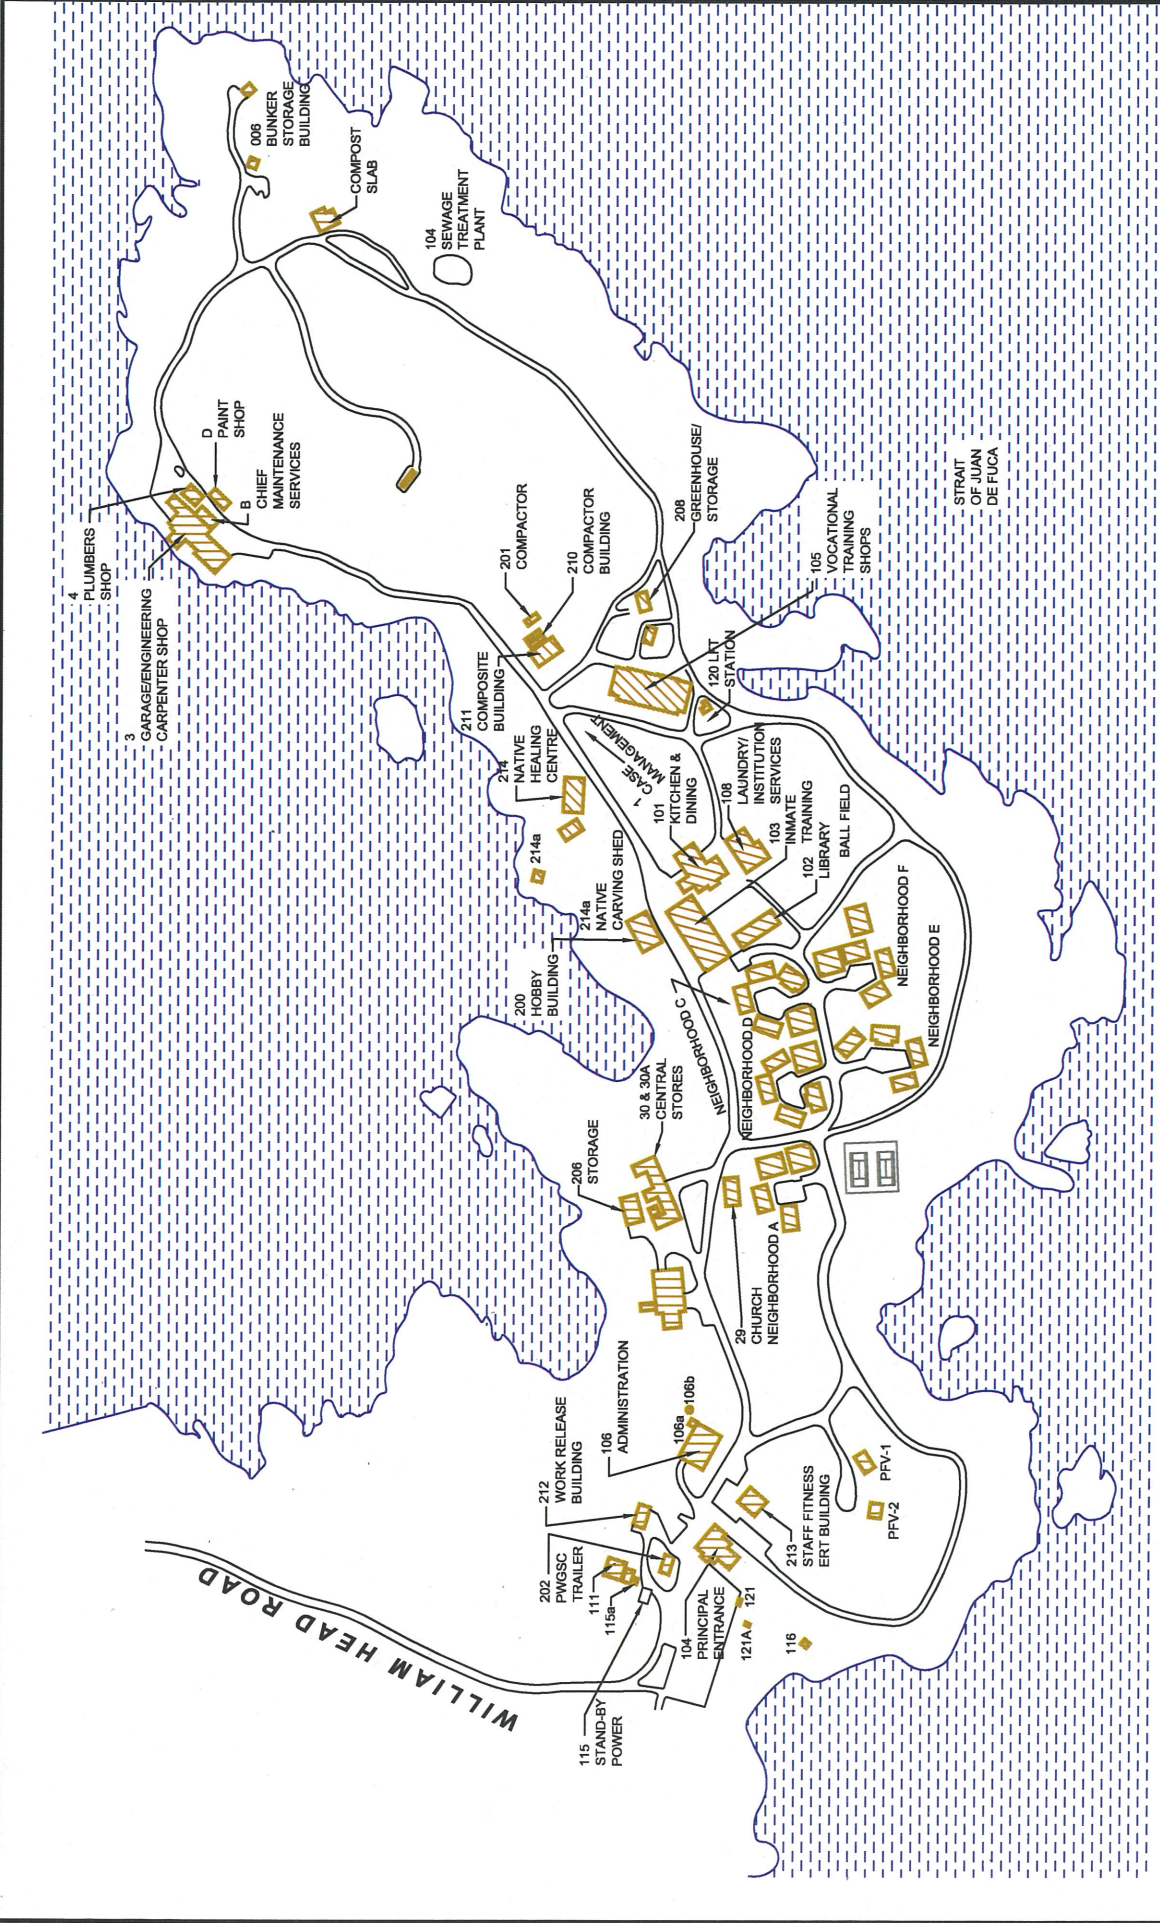 006
BUNKER
STORAGE
BUILDING
COMPOST
SLAB
104
SEWAGE
TREATMENT
PLANT
D
PAINT
SHOP
B
CHIEF
MAINTENANCE
SERVICES
4
PLUMBERS
SHOP
3
GARAGE/ENGINEERING
CARPENTER SHOP
201
COMPACTOR
210
COMPACTOR
BUILDING
208
GREENHOUSE/
STORAGE
STRAIT
OF JUAN
DE FUCA
105
VOCATIONAL
TRAINING
SHOPS
211
COMPOSITE
BUILDING
120 LIFT
STATION
214
NATIVE
HEALING
CENTRE
1 CASE
MANAGEMENT
101
KITCHEN &
DINING
108
LAUNDRY/
INSTITUTION
SERVICES
103
INMATE
TRAINING
102
LIBRARY
BALL FIELD
214a
214a
NATIVE
CARVING SHED
200
HOBBY
BUILDING
NEIGHBORHOOD C
NEIGHBORHOOD D
NEIGHBORHOOD F
NEIGHBORHOOD E
30 & 30A
CENTRAL
STORES
206
STORAGE
29
CHURCH
NEIGHBORHOOD A
106
ADMINISTRATION
106a
106b
212
WORK RELEASE
BUILDING
202
PWGSC
TRAILER
111
115a
213
STAFF FITNESS
ERT BUILDING
PFV-1
PFV-2
104
PRINCIPAL
ENTRANCE
121
121A
116
115
STAND-BY
POWER
WILLIAM HEAD ROAD